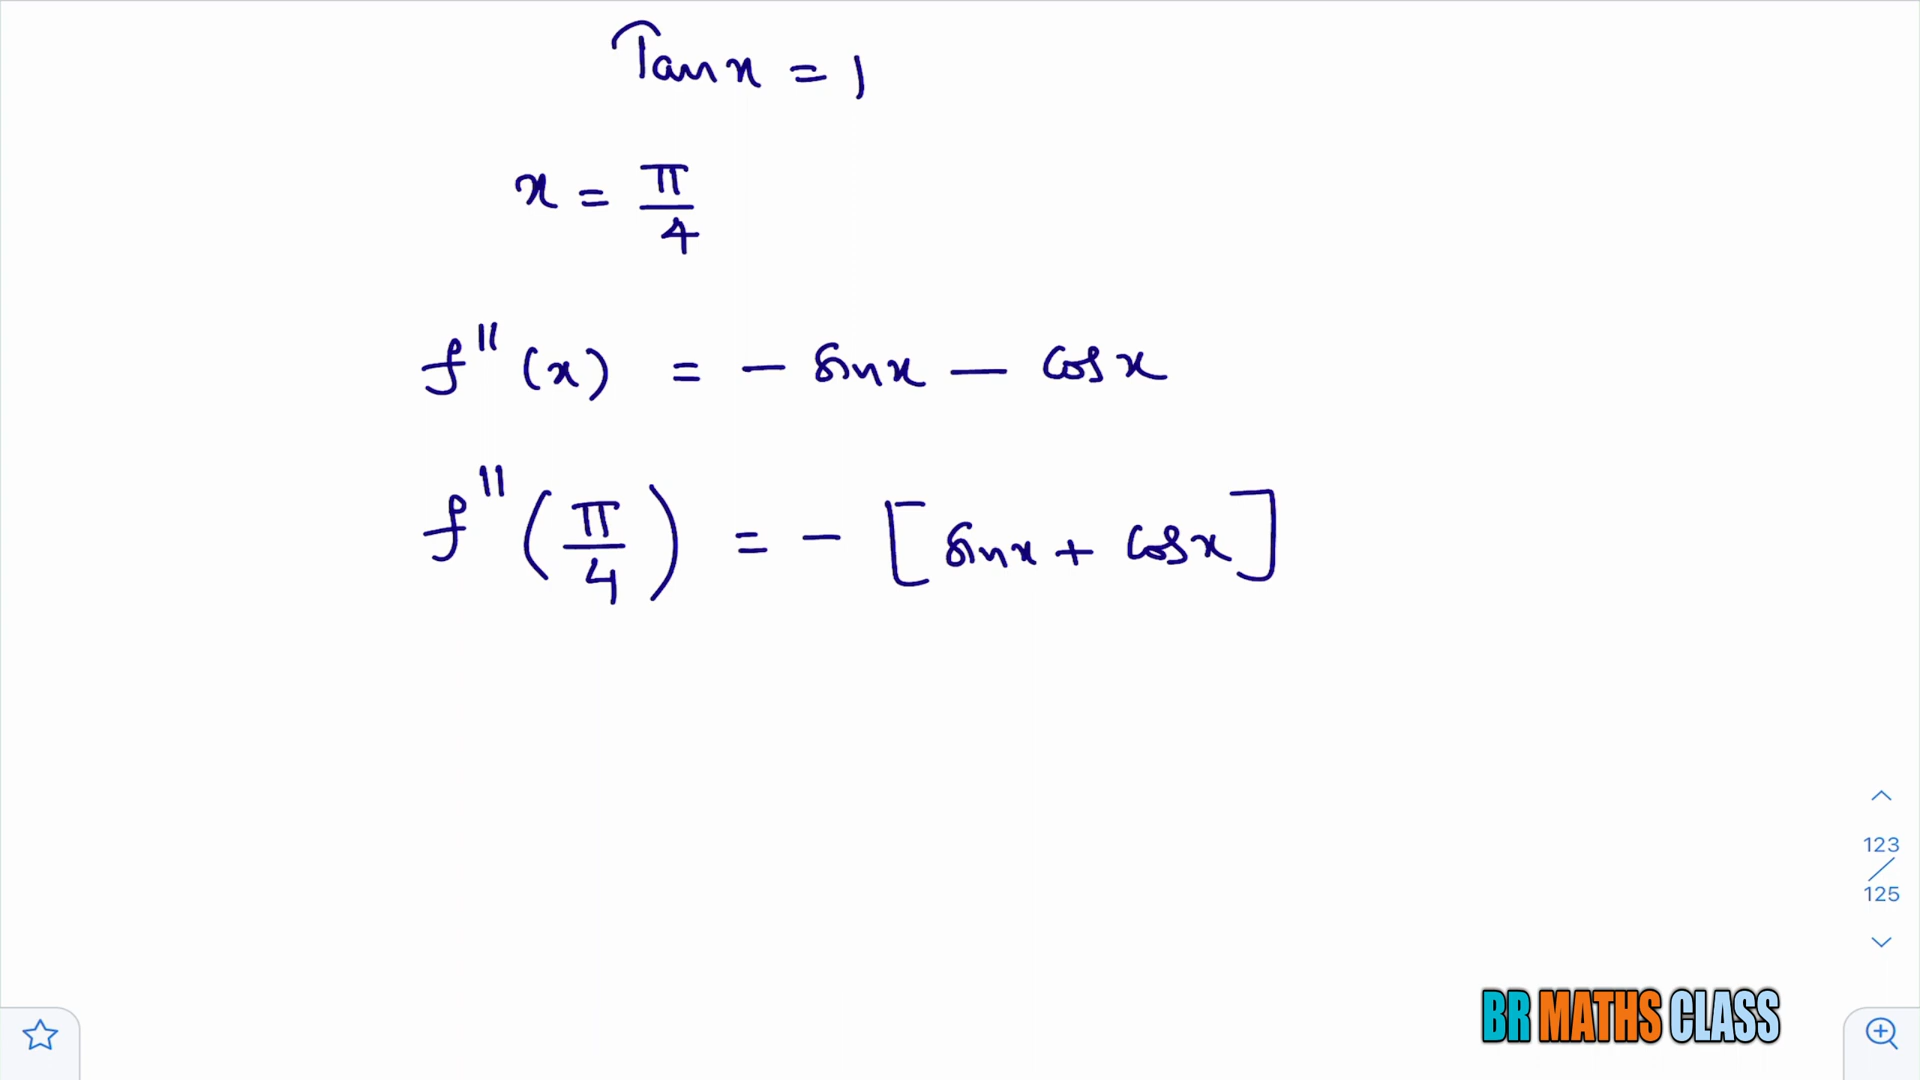 Tan x = 1
x = π/4
f''(x) = - sin x - cos x
f''(π/4) = - [sin x + cos x]
123
/
125
BR MATHS CLASS